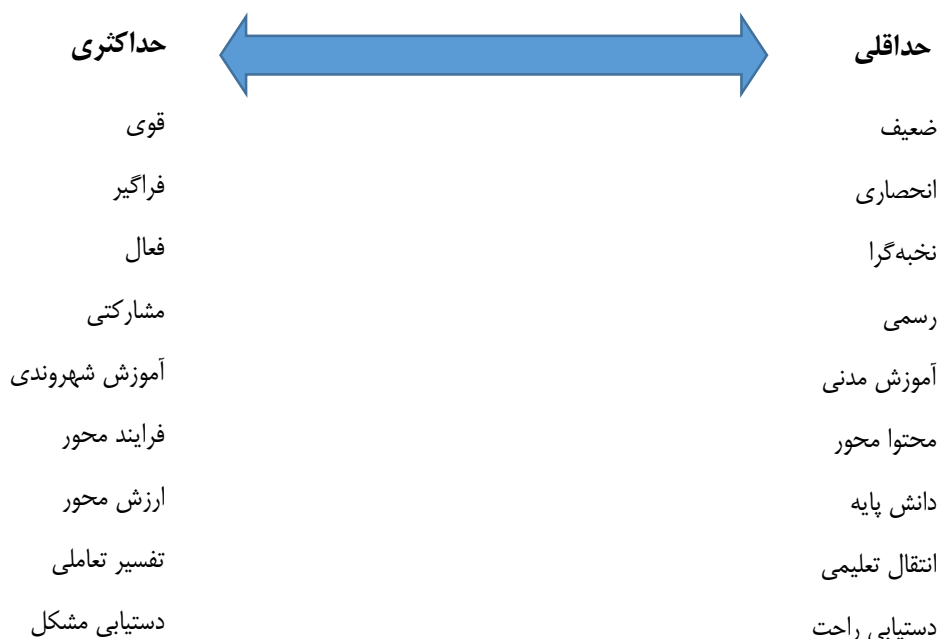 حداقلی
حداکثری
ضعیف
قوی
انحصاری
فراگیر
نخبه‌گرا
فعال
رسمی
مشارکتی
آموزش مدنی
آموزش شهروندی
محتوا محور
فرایند محور
دانش پایه
ارزش محور
انتقال تعلیمی
تفسیر تعاملی
دستیابی راحت
دستیابی مشکل